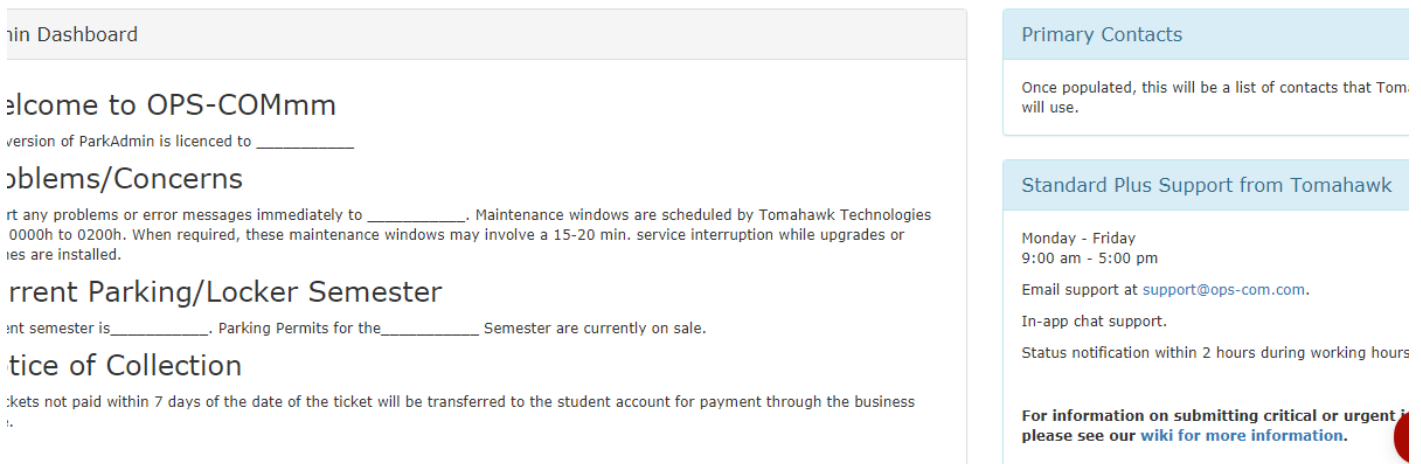 in Dashboard
elcome to OPS-COMmm
version of ParkAdmin is licenced to ___________
blems/Concerns
rt any problems or error messages immediately to ___________. Maintenance windows are scheduled by Tomahawk Technologies
0000h to 0200h. When required, these maintenance windows may involve a 15-20 min. service interruption while upgrades or
es are installed.
rrent Parking/Locker Semester
ent semester is___________. Parking Permits for the___________ Semester are currently on sale.
tice of Collection
kets not paid within 7 days of the date of the ticket will be transferred to the student account for payment through the business
Primary Contacts
Once populated, this will be a list of contacts that Toma
will use.
Standard Plus Support from Tomahawk
Monday - Friday
9:00 am - 5:00 pm
Email support at support@ops-com.com.
In-app chat support.
Status notification within 2 hours during working hours
For information on submitting critical or urgent
please see our wiki for more information.